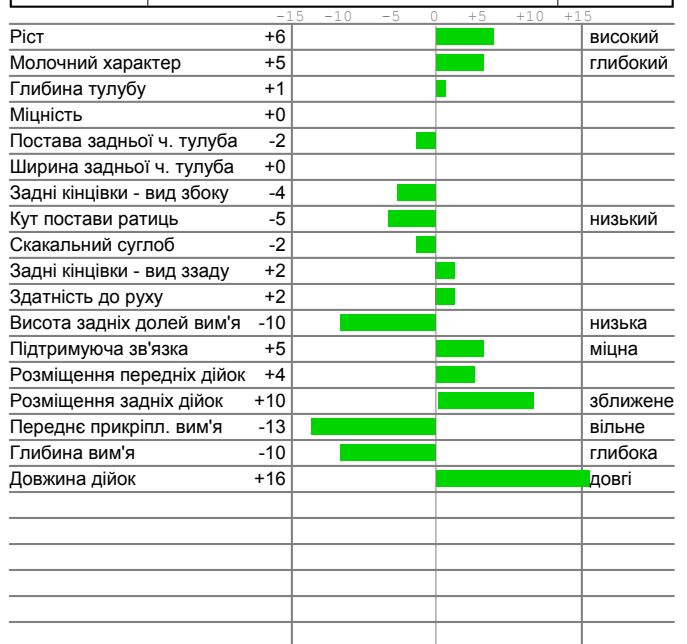 -15 -10 -5 0 +5 +10 +15
Ріст +6 високий
Молочний характер +5 глибокий
Глибина тулубу +1
Міцність +0
Постава задньої ч. тулуба -2
Ширина задньої ч. тулуба +0
Задні кінцівки - вид збоку -4
Кут постави ратиць -5 низький
Скакальний суглоб -2
Задні кінцівки - вид ззаду +2
Здатність до руху +2
Висота задніх долей вим'я -10 низька
Підтримуюча зв'язка +5 міцна
Розміщення передніх дійок +4
Розміщення задніх дійок +10 зближене
Переднє прикріпл. вим'я -13 вільне
Глибина вим'я -10 глибока
Довжина дійок +16 довгі